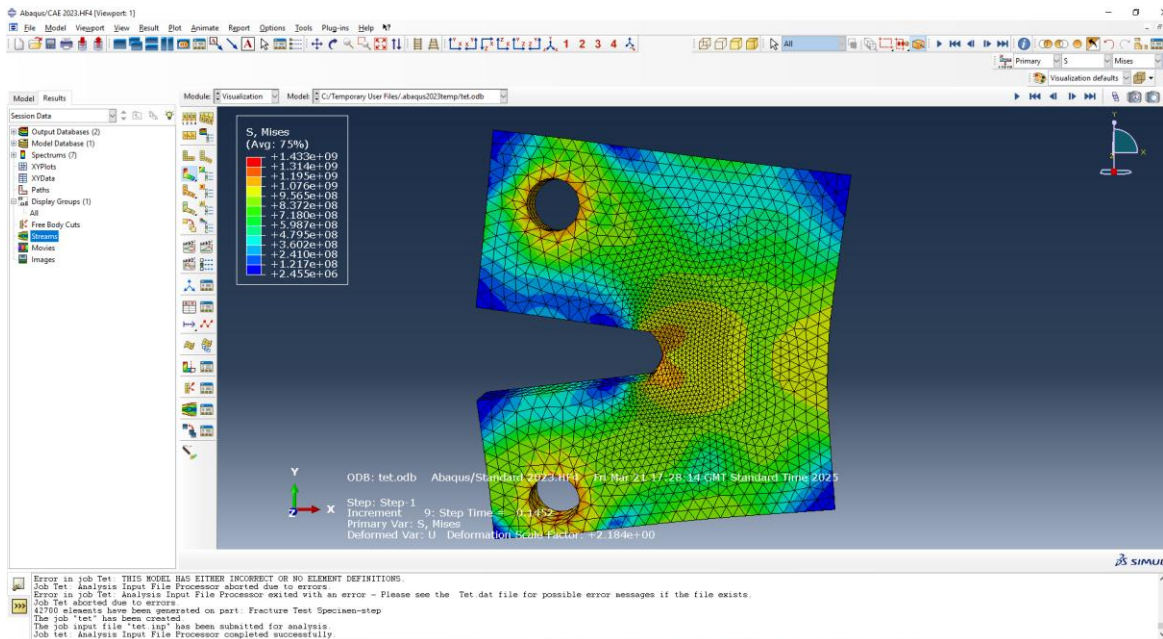 Abaqus/CAE 2023.HF4 [Viewport: 1]
File Model Viewport View Result Plot Animate Report Options Tools Plug-ins Help
1 2 3 4 All
Primary S Mises
Visualization defaults
Model Results
Module: Visualization Model: C:/Temporary User Files/.abaqus2023temp/tet.odb
Session Data
Output Databases (2)
Model Database (1)
Spectrums (7)
XYPlots
XYData
Paths
Display Groups (1)
All
Free Body Cuts
Streams
Movies
Images
S, Mises
(Avg: 75%)
+1.433e+09
+1.314e+09
+1.195e+09
+1.076e+09
+9.565e+08
+8.372e+08
+7.180e+08
+5.987e+08
+4.795e+08
+3.602e+08
+2.410e+08
+1.217e+08
+2.455e+06
Y
X
Z
Y
X
Z
ODB: tet.odb Abaqus/Standard 2023.HF4 Fri Mar 21 17:28:14 GMT Standard Time 2025
Step: Step-1
Increment 9: Step Time = 0.1452
Primary Var: S, Mises
Deformed Var: U Deformation Scale Factor: +2.184e+00
SIMUL
Error in job Tet: THIS MODEL HAS EITHER INCORRECT OR NO ELEMENT DEFINITIONS.
Job Tet: Analysis Input File Processor aborted due to errors.
Error in job Tet: Analysis Input File Processor exited with an error - Please see the Tet.dat file for possible error messages if the file exists.
Job Tet aborted due to errors.
42700 elements have been generated on part: Fracture Test Specimen-step
The job "tet" has been created.
The job input file "tet.inp" has been submitted for analysis.
Job tet: Analysis Input File Processor completed successfully.